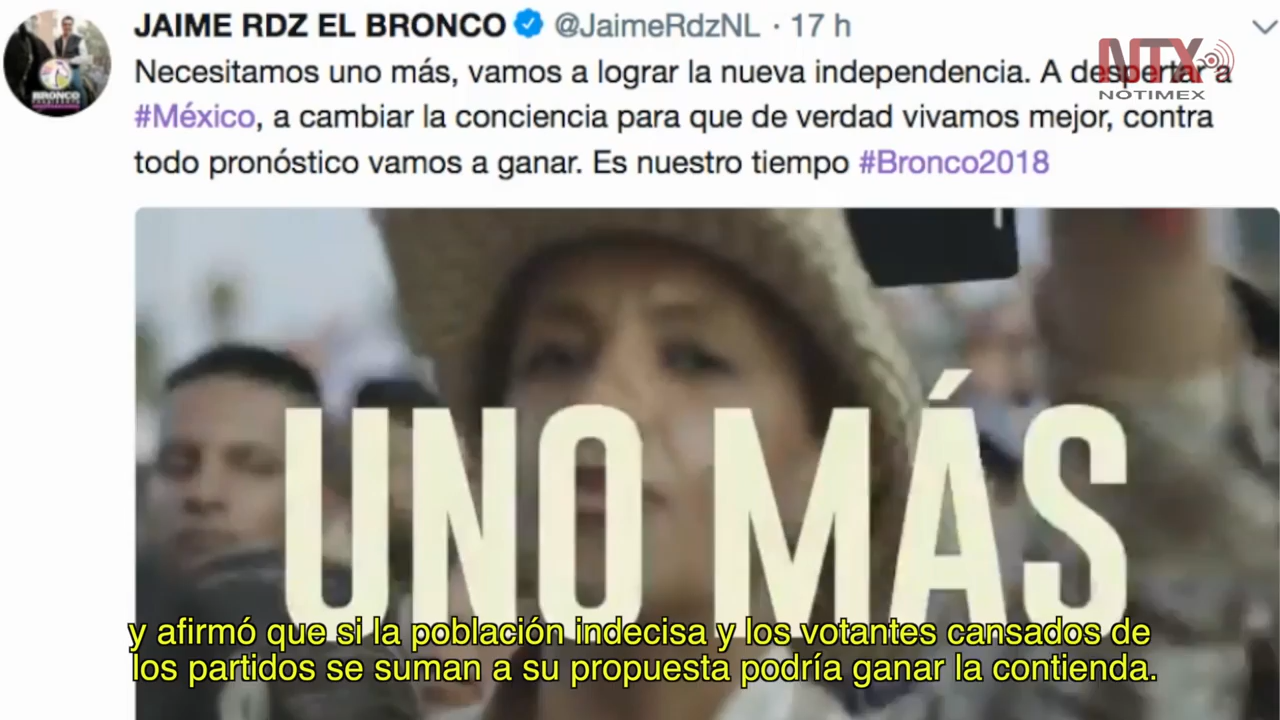 JAIME RDZ EL BRONCO @JaimeRdzNL · 17 h
NTX
NOTIMEX
Necesitamos uno más, vamos a lograr la nueva independencia. A despertar a
#México, a cambiar la conciencia para que de verdad vivamos mejor, contra
todo pronóstico vamos a ganar. Es nuestro tiempo #Bronco2018
BRONCO
UNO MÁS
y afirmó que si la población indecisa y los votantes cansados de
los partidos se suman a su propuesta podría ganar la contienda.